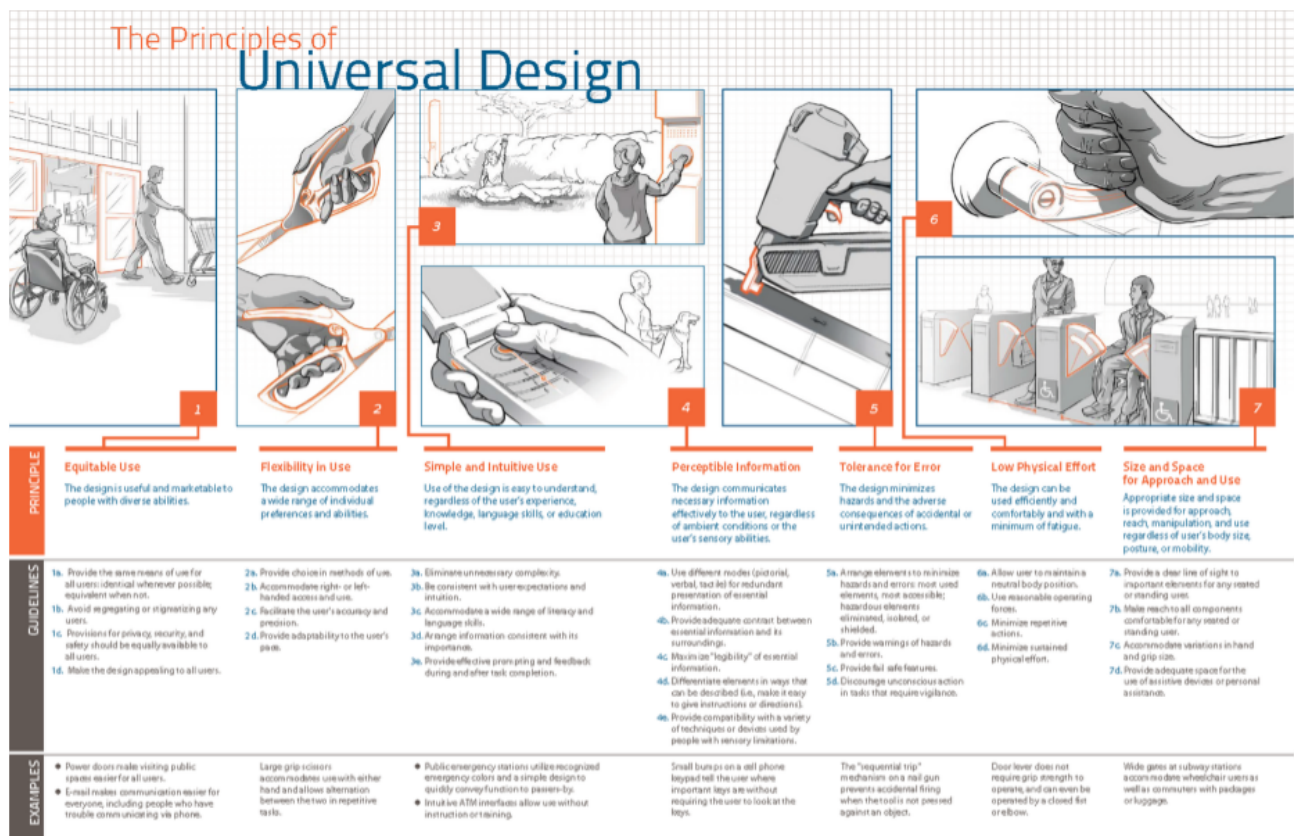 The Principles of
Universal Design
1
2
3
4
5
6
7
PRINCIPLE
Equitable Use
The design is useful and marketable to
people with diverse abilities.
Flexibility in Use
The design accommodates
a wide range of individual
preferences and abilities.
Simple and Intuitive Use
Use of the design is easy to understand,
regardless of the user's experience,
knowledge, language skills, or education
level.
Perceptible Information
The design communicates
necessary information
effectively to the user, regardless
of ambient conditions or the
user's sensory abilities.
Tolerance for Error
The design minimizes
hazards and the adverse
consequences of accidental or
unintended actions.
Low Physical Effort
The design can be
used efficiently and
comfortably and with a
minimum of fatigue.
Size and Space
for Approach and Use
Appropriate size and space
is provided for approach,
reach, manipulation, and use
regardless of user's body size,
posture, or mobility.
GUIDELINES
1a. Provide the same means of use for
all users: identical whenever possible;
equivalent when not.
1b. Avoid segregating or stigmatizing any
users.
1c. Provisions for privacy, security, and
safety should be equally available to
all users.
1d. Make the design appealing to all users.
2a. Provide choice in methods of use.
2b. Accommodate right- or left-
handed access and use.
2c. Facilitate the user's accuracy and
precision.
2d. Provide adaptability to the user's
pace.
3a. Eliminate unnecessary complexity.
3b. Be consistent with user expectations and
intuition.
3c. Accommodate a wide range of literacy and
language skills.
3d. Arrange information consistent with its
importance.
3e. Provide effective prompting and feedback
during and after task completion.
4a. Use different modes (pictorial,
verbal, tactile) for redundant
presentation of essential
information.
4b. Provide adequate contrast between
essential information and its
surroundings.
4c. Maximize "legibility" of essential
information.
4d. Differentiate elements in ways that
can be described (i.e., make it easy
to give instructions or directions).
4e. Provide compatibility with a variety
of techniques or devices used by
people with sensory limitations.
5a. Arrange elements to minimize
hazards and errors: most used
elements, most accessible;
hazardous elements
eliminated, isolated, or
shielded.
5b. Provide warnings of hazards
and errors.
5c. Provide fail safe features.
5d. Discourage unconscious action
in tasks that require vigilance.
6a. Allow user to maintain a
neutral body position.
6b. Use reasonable operating
forces.
6c. Minimize repetitive
actions.
6d. Minimize sustained
physical effort.
7a. Provide a clear line of sight to
important elements for any seated
or standing user.
7b. Make reach to all components
comfortable for any seated or
standing user.
7c. Accommodate variations in hand
and grip size.
7d. Provide adequate space for the
use of assistive devices or personal
assistance.
EXAMPLES
● Power doors make visiting public
spaces easier for all users.
● E-mail makes communication easier for
everyone, including people who have
trouble communicating via phone.
Large grip scissors
accommodates use with either
hand and allows alternation
between the two in repetitive
tasks.
● Public emergency stations utilize recognized
emergency colors and a simple design to
quickly convey function to passers-by.
● Intuitive ATM interfaces allow use without
instruction or training.
Small bumps on a cell phone
keypad tell the user where
important keys are without
requiring the user to look at the
keys.
The "sequential trip"
mechanism on a nail gun
prevents accidental firing
when the tool is not pressed
against an object.
Door lever does not
require grip strength to
operate, and can even be
operated by a closed fist
or elbow.
Wide gates at subway stations
accommodate wheelchair users as
well as commuters with packages
or luggage.